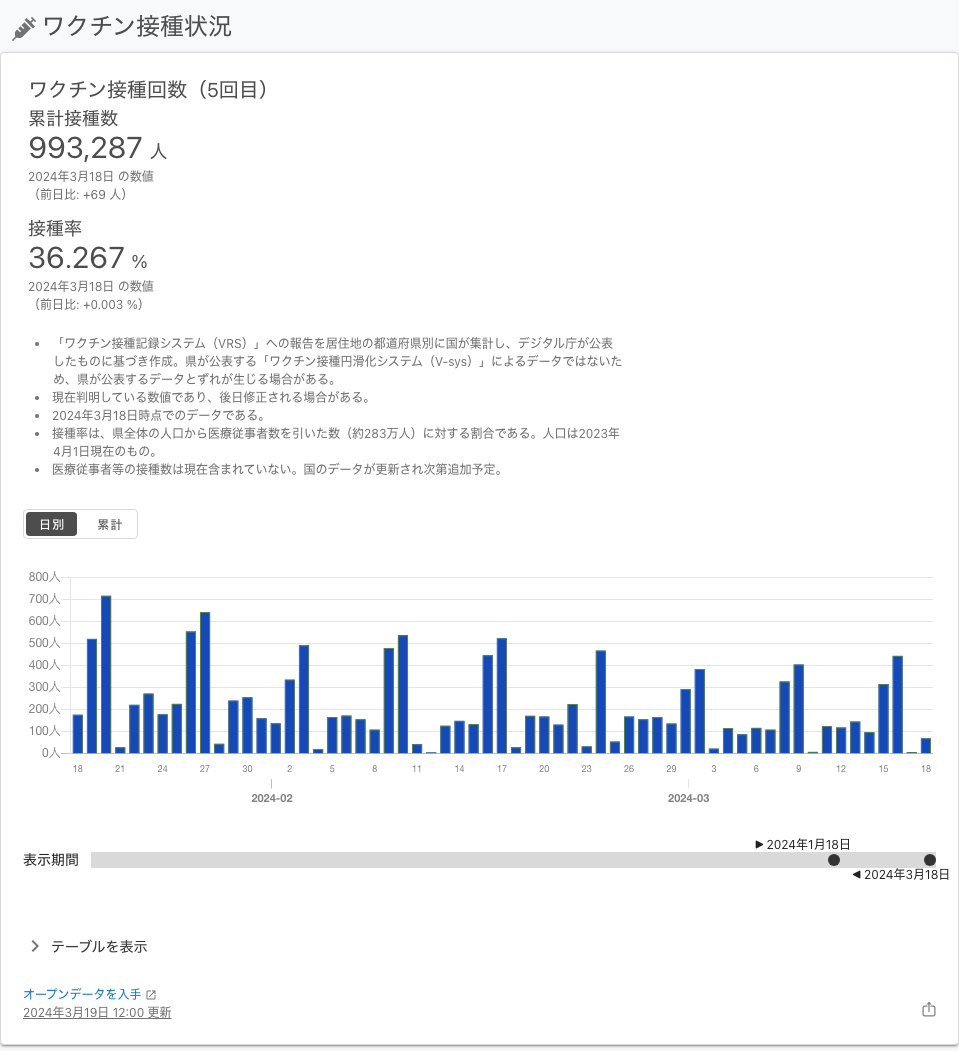 ワクチン接種状況
ワクチン接種回数（5回目）
累計接種数
993,287 人
2024年3月18日 の数値
（前日比: +69 人）
接種率
36.267 %
2024年3月18日 の数値
（前日比: +0.003 %）
• 「ワクチン接種記録システム（VRS）」への報告を居住地の都道府県別に国が集計し、デジタル庁が公表
したものに基づき作成。県が公表する「ワクチン接種円滑化システム（V-sys）」によるデータではないた
め、県が公表するデータとずれが生じる場合がある。
• 現在判明している数値であり、後日修正される場合がある。
• 2024年3月18日時点でのデータである。
• 接種率は、県全体の人口から医療従事者数を引いた数（約283万人）に対する割合である。人口は2023年
4月1日現在のもの。
• 医療従事者等の接種数は現在含まれていない。国のデータが更新され次第追加予定。
日別 累計
800人
700人
600人
500人
400人
300人
200人
100人
0人
18 21 24 27 30 2 5 8 11 14 17 20 23 26 29 3 6 9 12 15 18
2024-02 2024-03
2024年1月18日
表示期間
2024年3月18日
テーブルを表示
オープンデータを入手
2024年3月19日 12:00 更新